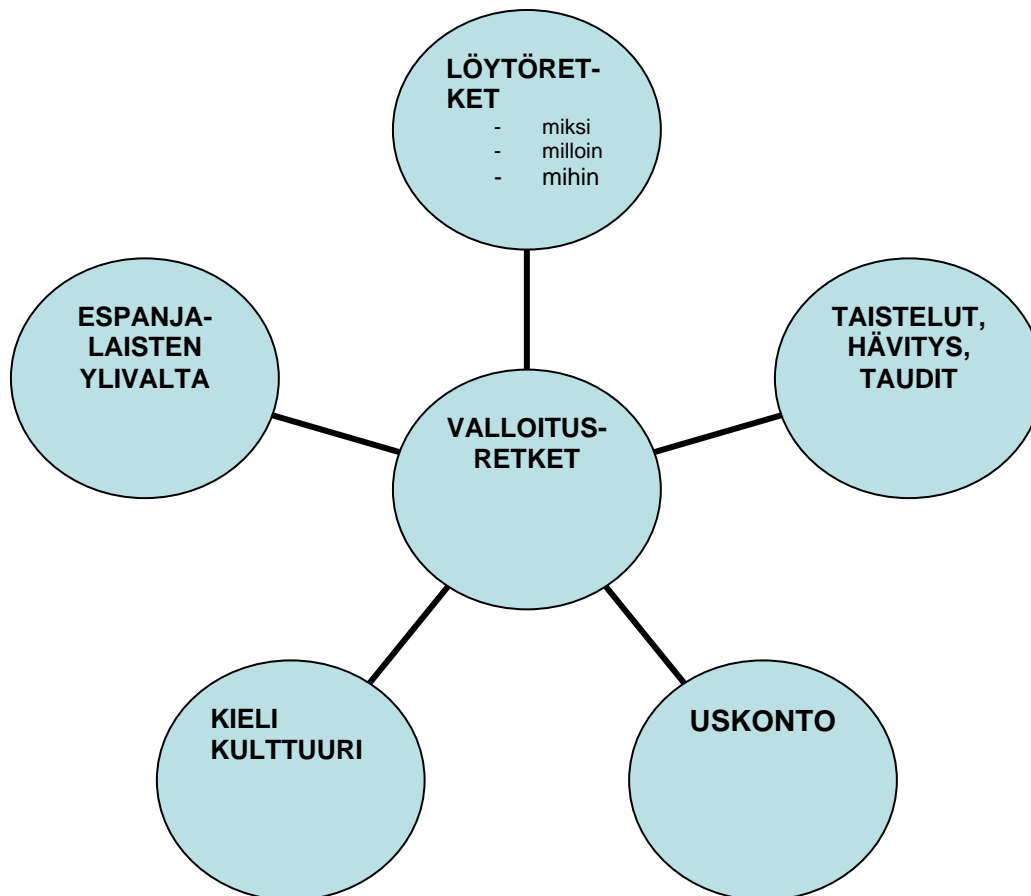 LÖYTÖRET-
KET
- miksi
- milloin
- mihin
ESPANJA-
LAISTEN
YLIVALTA
TAISTELUT,
HÄVITYS,
TAUDIT
VALLOITUS-
RETKET
KIELI
KULTTUURI
USKONTO